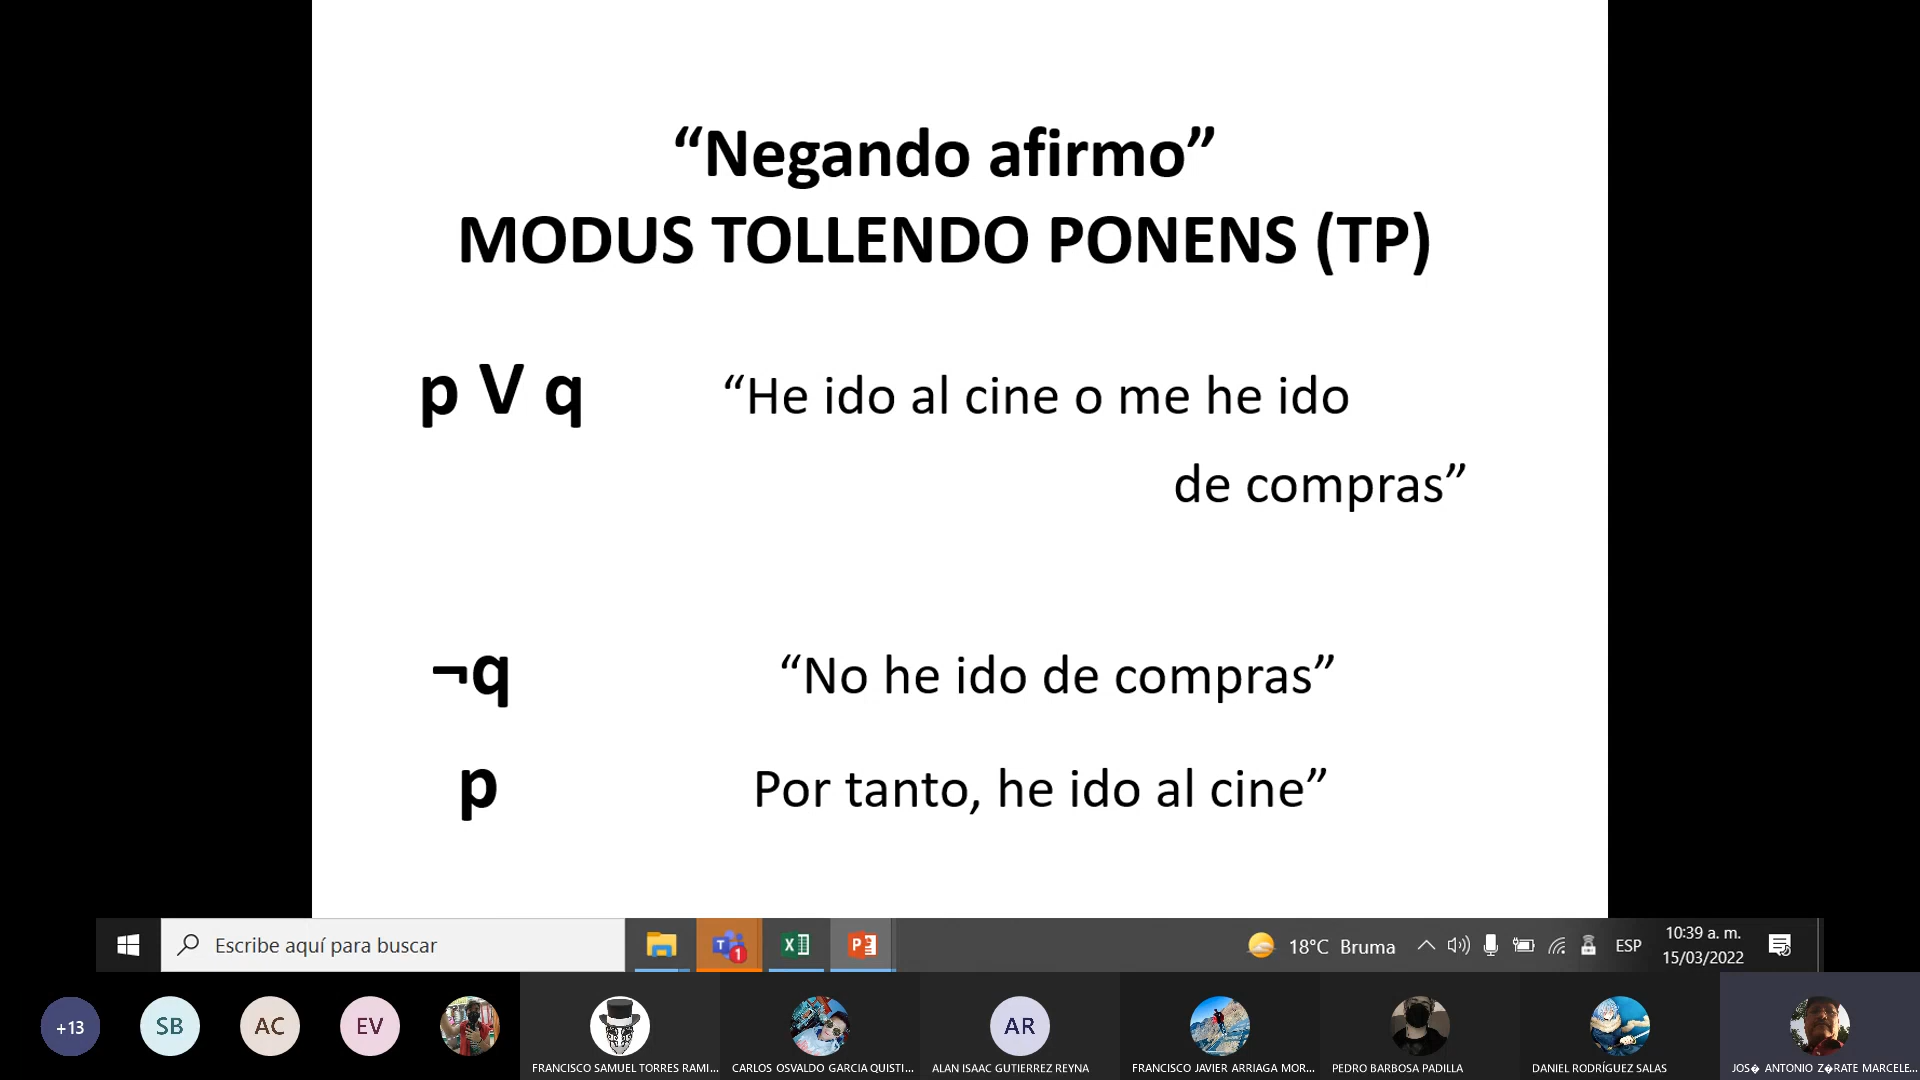 “Negando afirmo”
MODUS TOLLENDO PONENS (TP)
p V q “He ido al cine o me he ido
de compras”
¬q “No he ido de compras”
p Por tanto, he ido al cine”
Escribe aquí para buscar
1
18°C Bruma
ESP
10:39 a. m.
15/03/2022
+13
SB
AC
EV
AR
FRANCISCO SAMUEL TORRES RAMI...
CARLOS OSVALDO GARCIA QUISTI...
ALAN ISAAC GUTIERREZ REYNA
FRANCISCO JAVIER ARRIAGA MOR...
PEDRO BARBOSA PADILLA
DANIEL RODRÍGUEZ SALAS
JOS� ANTONIO Z�RATE MARCELE...